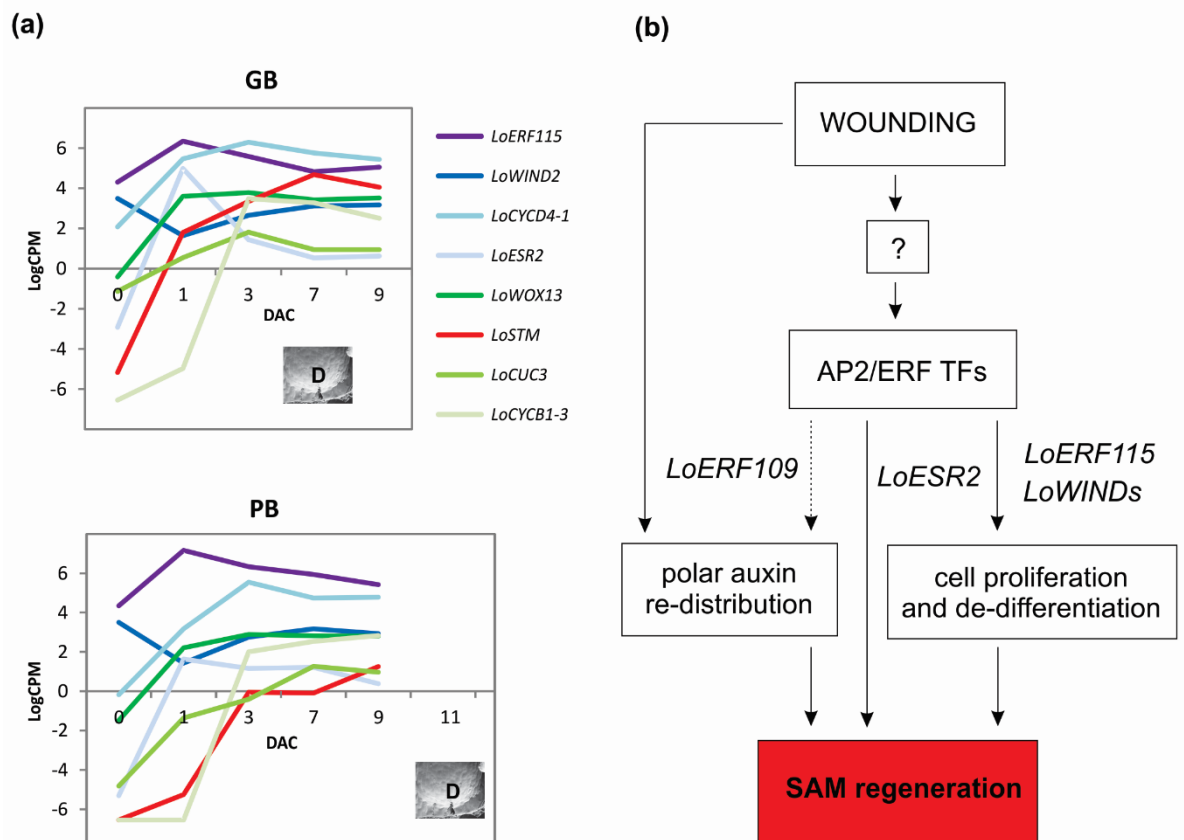 (a)
GB
LogCPM
6
4
2
0
-2
-4
-6
0 1 3 7 9
DAC
D
LoERF115
LoWIND2
LoCYCD4-1
LoESR2
LoWOX13
LoSTM
LoCUC3
LoCYCB1-3
PB
LogCPM
6
4
2
0
-2
-4
-6
0 1 3 7 9 11
DAC
D
(b)
WOUNDING
?
AP2/ERF TFs
LoERF109
LoESR2
LoERF115
LoWINDs
polar auxin
re-distribution
cell proliferation
and de-differentiation
SAM regeneration